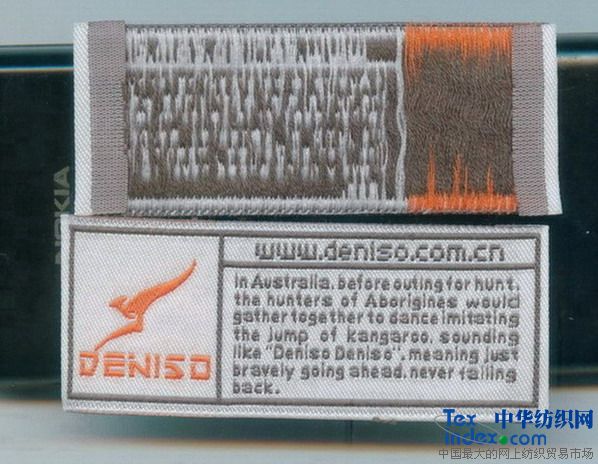 NOKIA
DENISO
www.deniso.com.cn
In Australia, before outing for hunt,
the hunters of Aborigines would
gather together to dance imitating
the jump of kangaroo, sounding
like "Deniso Deniso", meaning just
bravely going ahead, never falling
back.
Tex 中华纺织网
Index.com
中国最大的网上纺织贸易市场